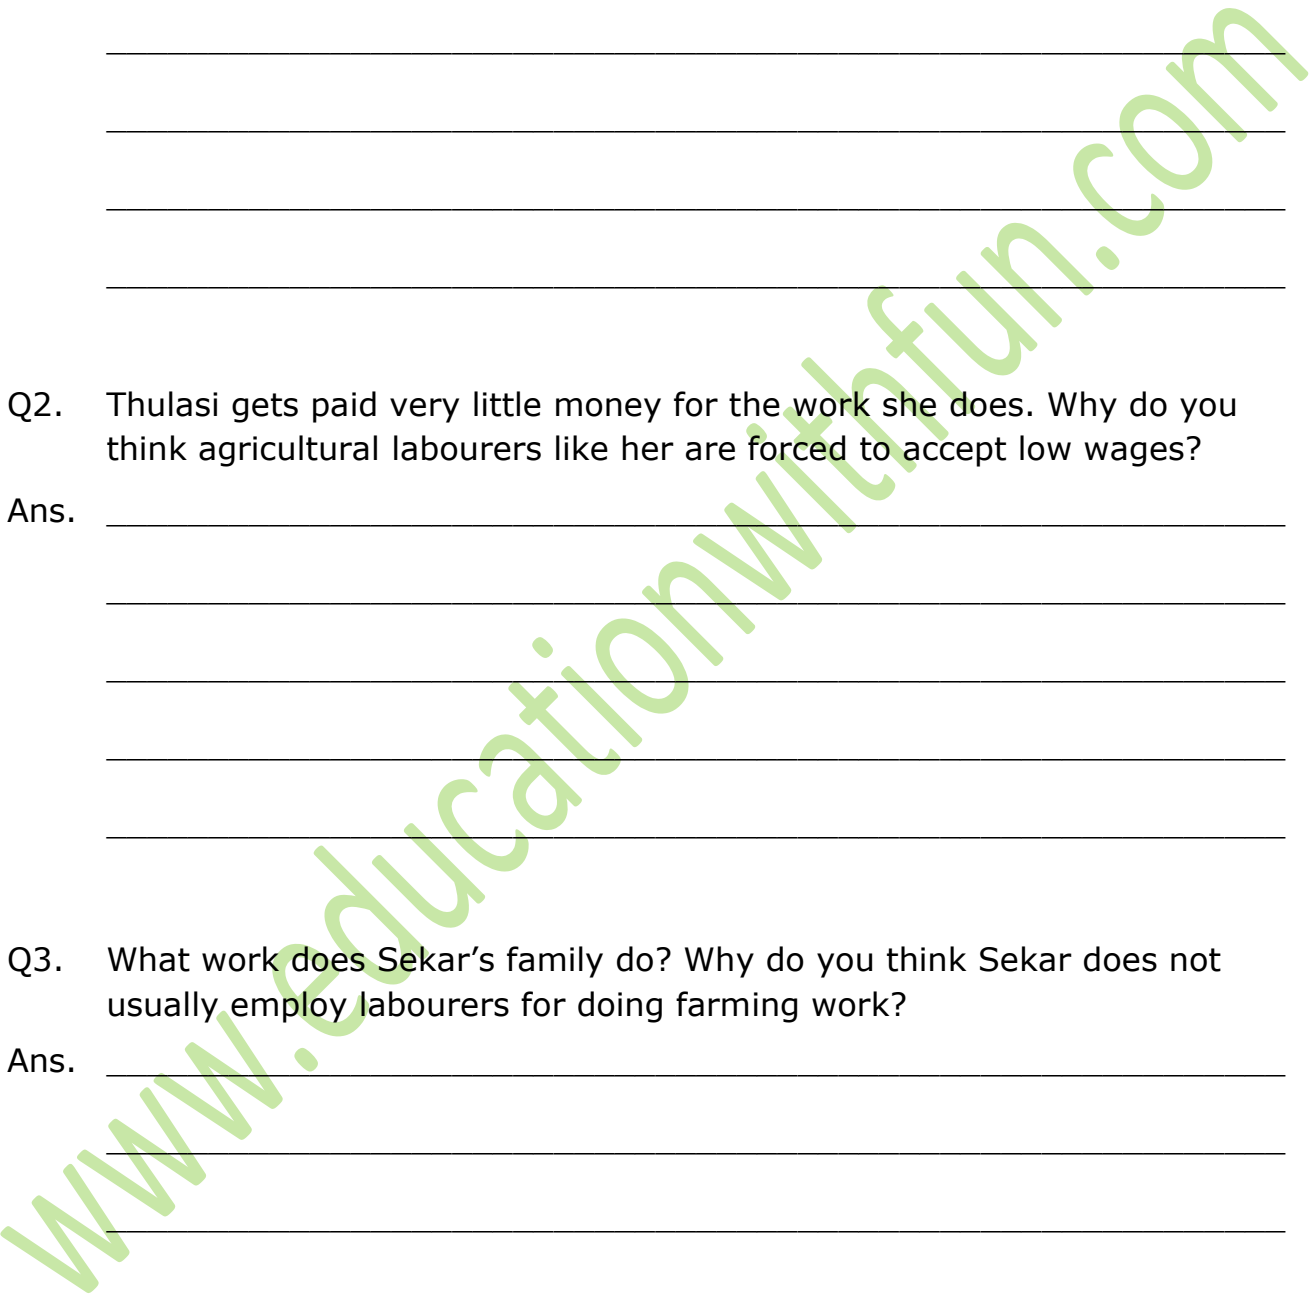 Q2. Thulasi gets paid very little money for the work she does. Why do you
think agricultural labourers like her are forced to accept low wages?
Ans.
Q3. What work does Sekar’s family do? Why do you think Sekar does not
usually employ labourers for doing farming work?
Ans.
www.educationwithfun.com